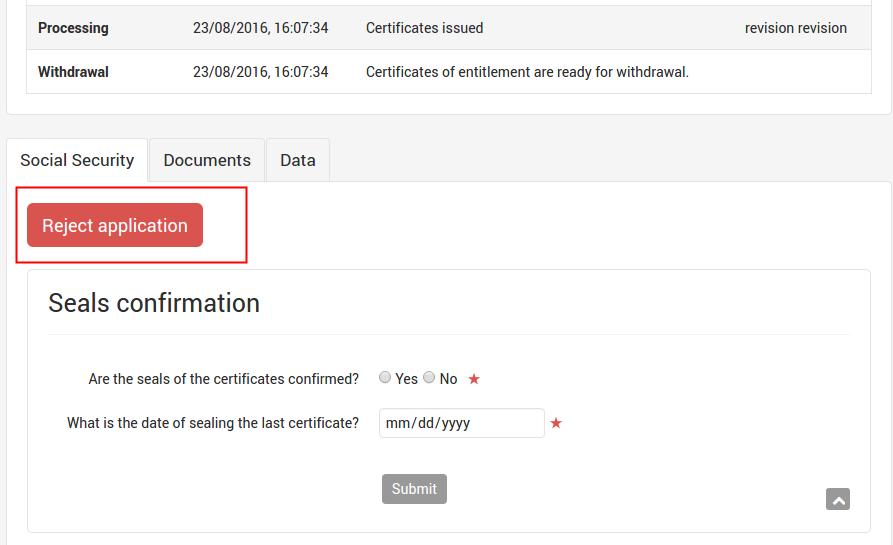 Processing 23/08/2016, 16:07:34 Certificates issued revision revision
Withdrawal 23/08/2016, 16:07:34 Certificates of entitlement are ready for withdrawal.
Social Security Documents Data
Reject application
Seals confirmation
Are the seals of the certificates confirmed? Yes No ★
What is the date of sealing the last certificate? mm/dd/yyyy ★
Submit